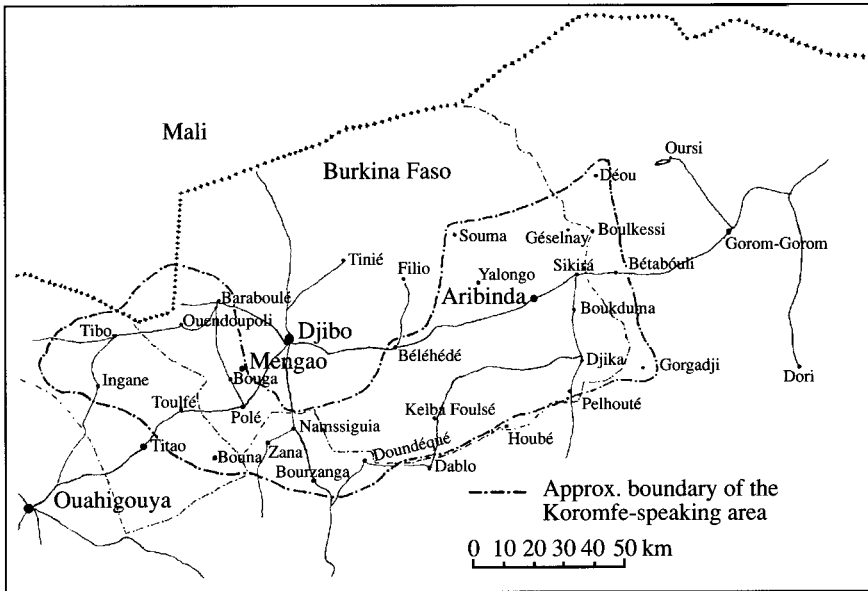 Mali
Burkina Faso
Oursi
Déou
Souma
Géselnay
Boulkessi
Gorom-Gorom
Tinié
Filio
Yalongo
Sikirá
Bétabóuli
Baraboulé
Aribinda
Ouendoupoli
Boukduma
Tibo
Djibo
Béléhédé
Mengao
Djika
Gorgadji
Ingane
Bouga
Dori
Toulfé
Polé
Kelba Foulsé
Pelhouté
Namssiguia
Titao
Zana
Doundéqué
Houbé
Bouna
Bourzanga
Dablo
Ouahigouya
Approx. boundary of the
Koromfe-speaking area
0 10 20 30 40 50 km